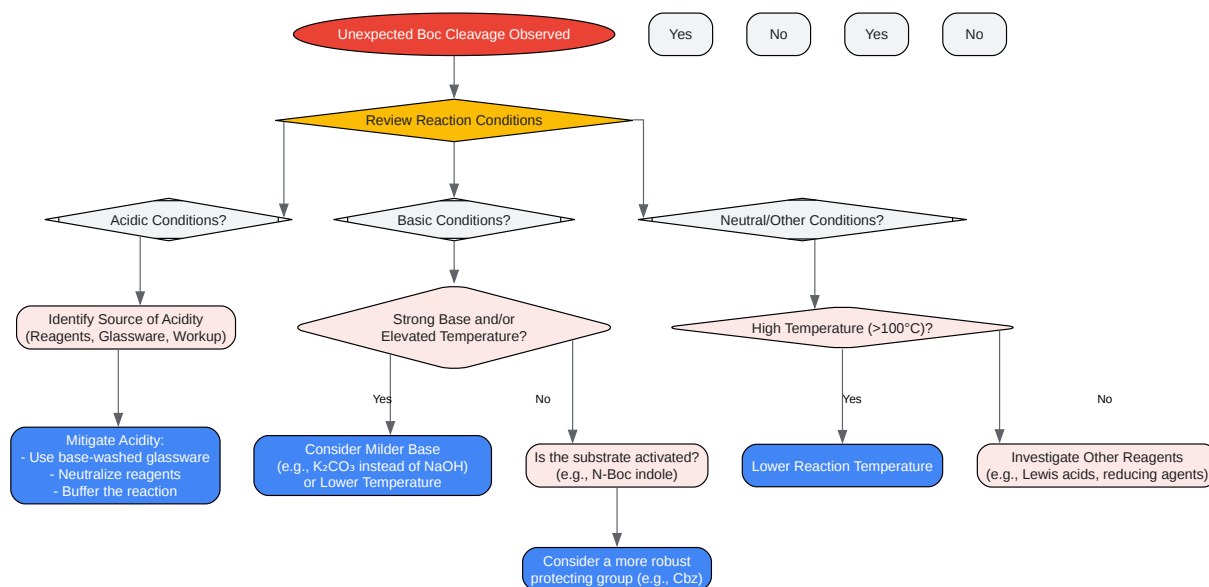 Unexpected Boc Cleavage Observed
Yes
No
Yes
No
Review Reaction Conditions
Acidic Conditions?
Basic Conditions?
Neutral/Other Conditions?
Identify Source of Acidity
(Reagents, Glassware, Workup)
Strong Base and/or
Elevated Temperature?
High Temperature (>100°C)?
Yes
No
Yes
No
Mitigate Acidity:
- Use base-washed glassware
- Neutralize reagents
- Buffer the reaction
Consider Milder Base
(e.g., K₂CO₃ instead of NaOH)
or Lower Temperature
Is the substrate activated?
(e.g., N-Boc indole)
Lower Reaction Temperature
Investigate Other Reagents
(e.g., Lewis acids, reducing agents)
Consider a more robust
protecting group (e.g., Cbz)